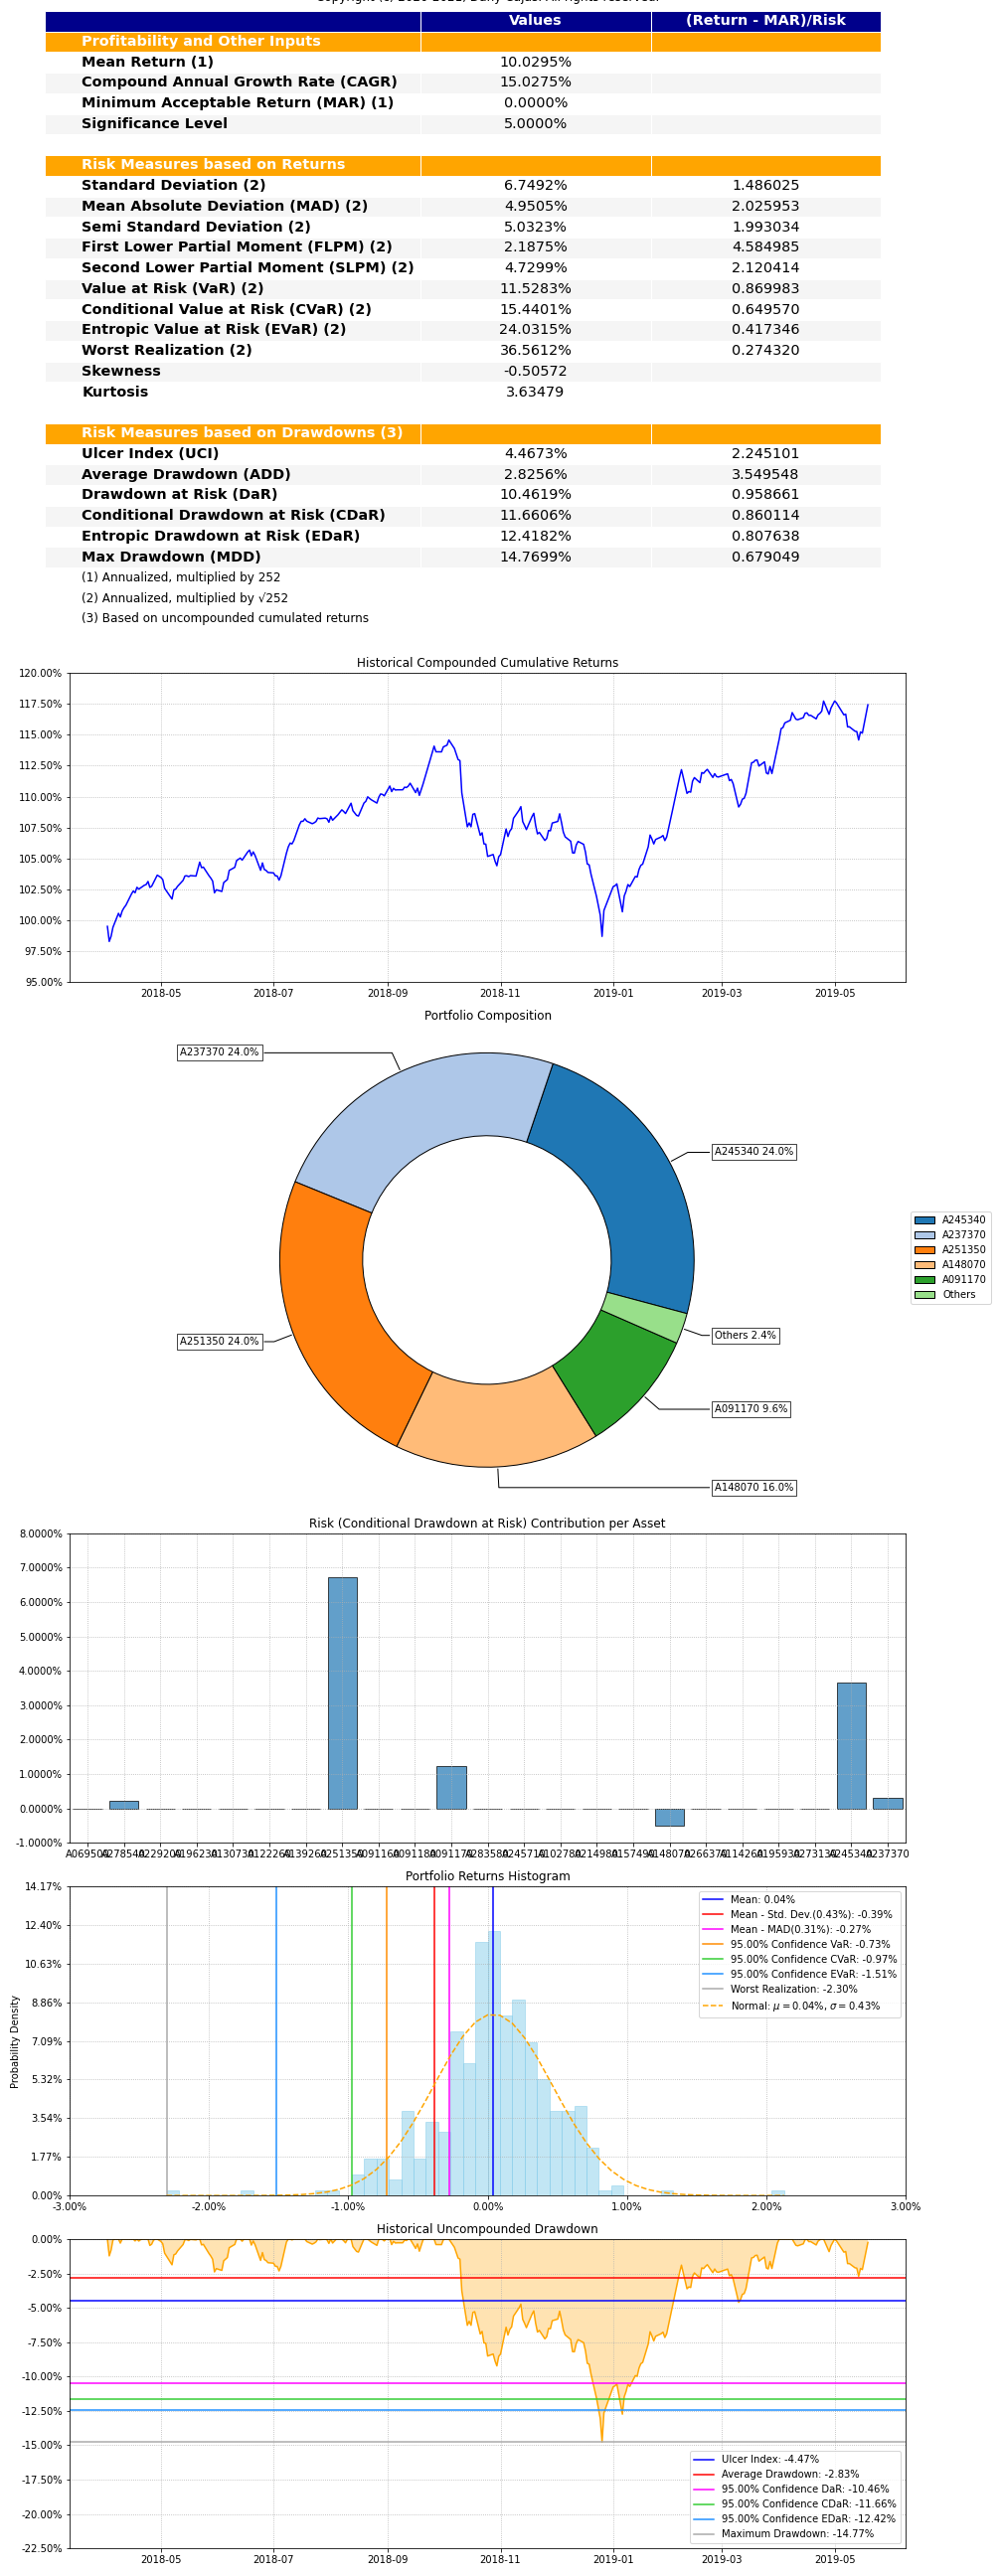 Copyright (c) 2020-2021, Dany Cajas. All rights reserved.
Values (Return - MAR)/Risk
Profitability and Other Inputs
Mean Return (1) 10.0295%
Compound Annual Growth Rate (CAGR) 15.0275%
Minimum Acceptable Return (MAR) (1) 0.0000%
Significance Level 5.0000%
Risk Measures based on Returns
Standard Deviation (2) 6.7492% 1.486025
Mean Absolute Deviation (MAD) (2) 4.9505% 2.025953
Semi Standard Deviation (2) 5.0323% 1.993034
First Lower Partial Moment (FLPM) (2) 2.1875% 4.584985
Second Lower Partial Moment (SLPM) (2) 4.7299% 2.120414
Value at Risk (VaR) (2) 11.5283% 0.869983
Conditional Value at Risk (CVaR) (2) 15.4401% 0.649570
Entropic Value at Risk (EVaR) (2) 24.0315% 0.417346
Worst Realization (2) 36.5612% 0.274320
Skewness -0.50572
Kurtosis 3.63479
Risk Measures based on Drawdowns (3)
Ulcer Index (UCI) 4.4673% 2.245101
Average Drawdown (ADD) 2.8256% 3.549548
Drawdown at Risk (DaR) 10.4619% 0.958661
Conditional Drawdown at Risk (CDaR) 11.6606% 0.860114
Entropic Drawdown at Risk (EDaR) 12.4182% 0.807638
Max Drawdown (MDD) 14.7699% 0.679049
(1) Annualized, multiplied by 252
(2) Annualized, multiplied by √252
(3) Based on uncompounded cumulated returns
Historical Compounded Cumulative Returns
120.00%
117.50%
115.00%
112.50%
110.00%
107.50%
105.00%
102.50%
100.00%
97.50%
95.00%
2018-05 2018-07 2018-09 2018-11 2019-01 2019-03 2019-05
Portfolio Composition
A237370 24.0%
A245340 24.0%
A245340
A237370
A251350
A148070
A091170
Others
Others 2.4%
A251350 24.0%
A091170 9.6%
A148070 16.0%
Risk (Conditional Drawdown at Risk) Contribution per Asset
8.0000%
7.0000%
6.0000%
5.0000%
4.0000%
3.0000%
2.0000%
1.0000%
0.0000%
-1.0000%
A237370
Portfolio Returns Histogram
Probability Density
14.17%
12.40%
10.63%
8.86%
7.09%
5.32%
3.54%
1.77%
0.00%
-3.00% -2.00% -1.00% 0.00% 1.00% 2.00% 3.00%
Mean: 0.04%
Mean - Std. Dev.(0.43%): -0.39%
Mean - MAD(0.31%): -0.27%
95.00% Confidence VaR: -0.73%
95.00% Confidence CVaR: -0.97%
95.00% Confidence EVaR: -1.51%
Worst Realization: -2.30%
Normal: μ = 0.04%, σ = 0.43%
Historical Uncompounded Drawdown
0.00%
-2.50%
-5.00%
-7.50%
-10.00%
-12.50%
-15.00%
-17.50%
-20.00%
-22.50%
Ulcer Index: -4.47%
Average Drawdown: -2.83%
95.00% Confidence DaR: -10.46%
95.00% Confidence CDaR: -11.66%
95.00% Confidence EDaR: -12.42%
Maximum Drawdown: -14.77%
2018-05 2018-07 2018-09 2018-11 2019-01 2019-03 2019-05